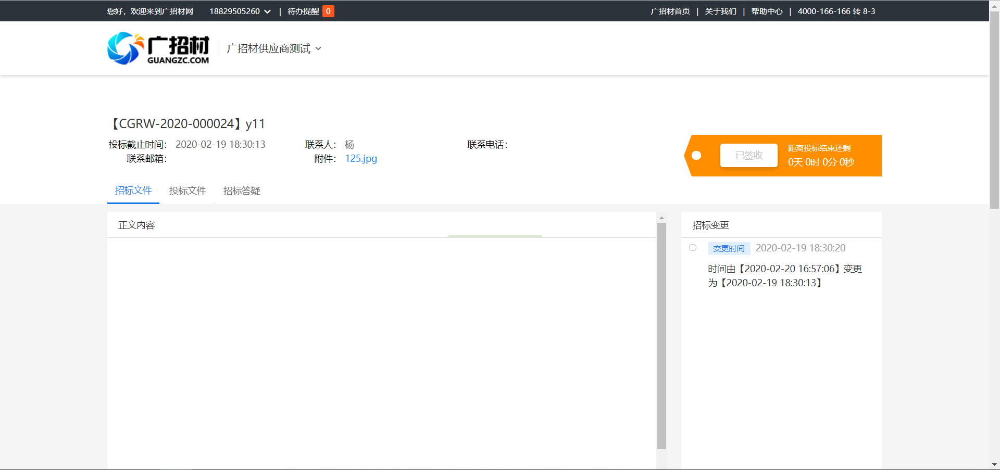 您好，欢迎来到广招材网 18829505260 | 待办提醒 0 广招材首页 | 关于我们 | 帮助中心 | 4000-166-166 转 8-3
广招材
GUANGZC.COM
广招材供应商测试
【CGRW-2020-000024】y11
投标截止时间： 2020-02-19 18:30:13 联系人： 杨 联系电话：
联系邮箱： 附件： 125.jpg
已签收
距离投标结束还剩
0天 0时 0分 0秒
招标文件 投标文件 招标答疑
正文内容
招标变更
变更时间 2020-02-19 18:30:20
时间由【2020-02-20 16:57:06】变更
为【2020-02-19 18:30:13】